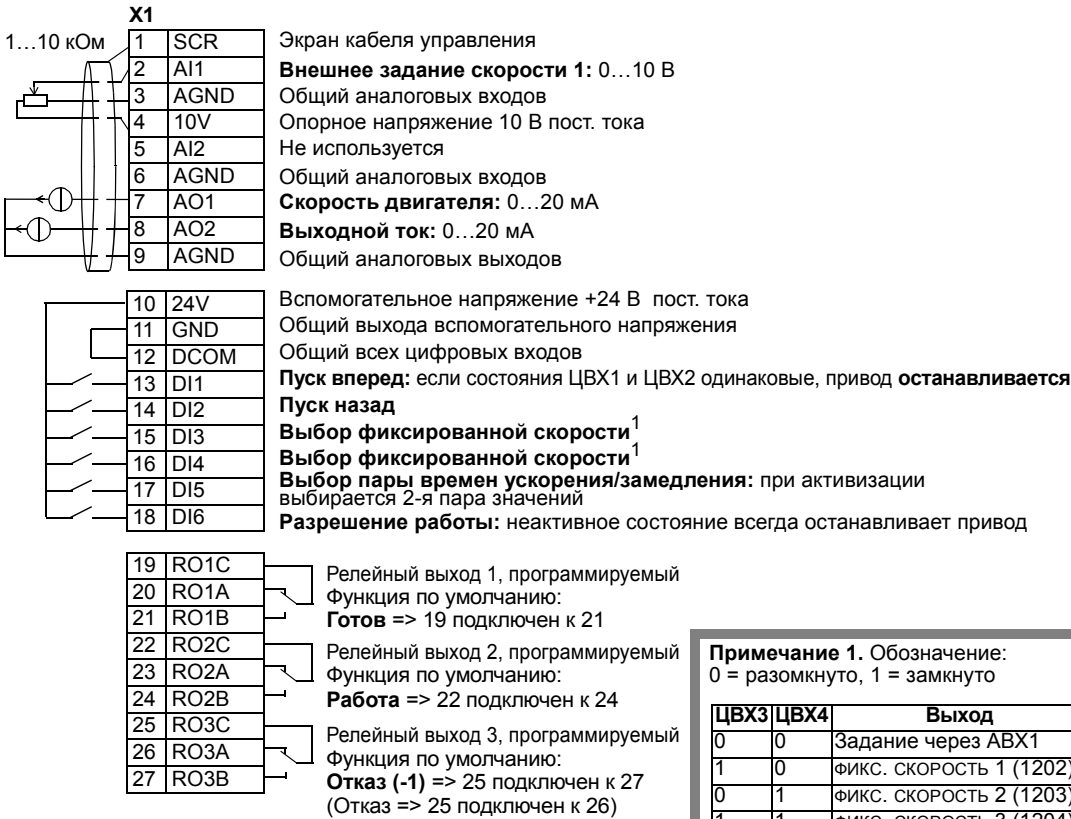 X1
1…10 кОм
1 SCR Экран кабеля управления
2 AI1 Внешнее задание скорости 1: 0…10 В
3 AGND Общий аналоговых входов
4 10V Опорное напряжение 10 В пост. тока
5 AI2 Не используется
6 AGND Общий аналоговых входов
7 AO1 Скорость двигателя: 0…20 мА
8 AO2 Выходной ток: 0…20 мА
9 AGND Общий аналоговых выходов
10 24V Вспомогательное напряжение +24 В пост. тока
11 GND Общий выхода вспомогательного напряжения
12 DCOM Общий всех цифровых входов
13 DI1 Пуск вперед: если состояния ЦВХ1 и ЦВХ2 одинаковые, привод останавливается
14 DI2 Пуск назад
15 DI3 Выбор фиксированной скорости1
16 DI4 Выбор фиксированной скорости1
17 DI5 Выбор пары времен ускорения/замедления: при активизации
выбирается 2-я пара значений
18 DI6 Разрешение работы: неактивное состояние всегда останавливает привод
19 RO1C Релейный выход 1, программируемый
20 RO1A Функция по умолчанию:
21 RO1B Готов => 19 подключен к 21
22 RO2C Релейный выход 2, программируемый
23 RO2A Функция по умолчанию:
24 RO2B Работа => 22 подключен к 24
25 RO3C Релейный выход 3, программируемый
26 RO3A Функция по умолчанию:
27 RO3B Отказ (-1) => 25 подключен к 27
(Отказ => 25 подключен к 26)
Примечание 1. Обозначение:
0 = разомкнуто, 1 = замкнуто
ЦВХ3 ЦВХ4 Выход
0 0 Задание через АВХ1
1 0 ФИКС. СКОРОСТЬ 1 (1202)
0 1 ФИКС. СКОРОСТЬ 2 (1203)
1 1 ФИКС. СКОРОСТЬ 3 (1204)